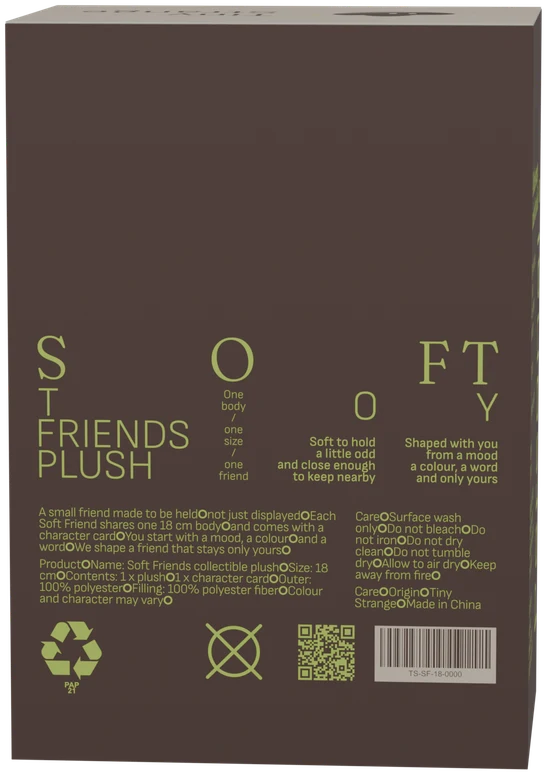 S O FT
T O Y
FRIENDS
PLUSH
One
body
/
one
size
/
one
friend
Soft to hold
a little odd
and close enough
to keep nearby
Shaped with you
from a mood
a colour, a word
and only yours
A small friend made to be held not just displayed Each
Soft Friend shares one 18 cm body and comes with a
character card You start with a mood, a colour and a
word We shape a friend that stays only yours
Product Name: Soft Friends collectible plush Size: 18
cm Contents: 1 x plush 1 x character card Outer:
100% polyester Filling: 100% polyester fiber Colour
and character may vary
Care Surface wash
only Do not bleach Do
not iron Do not dry
clean Do not tumble
dry Allow to air dry Keep
away from fire
Care Origin Tiny
Strange Made in China
PAP
21
TS-SF-18-0000